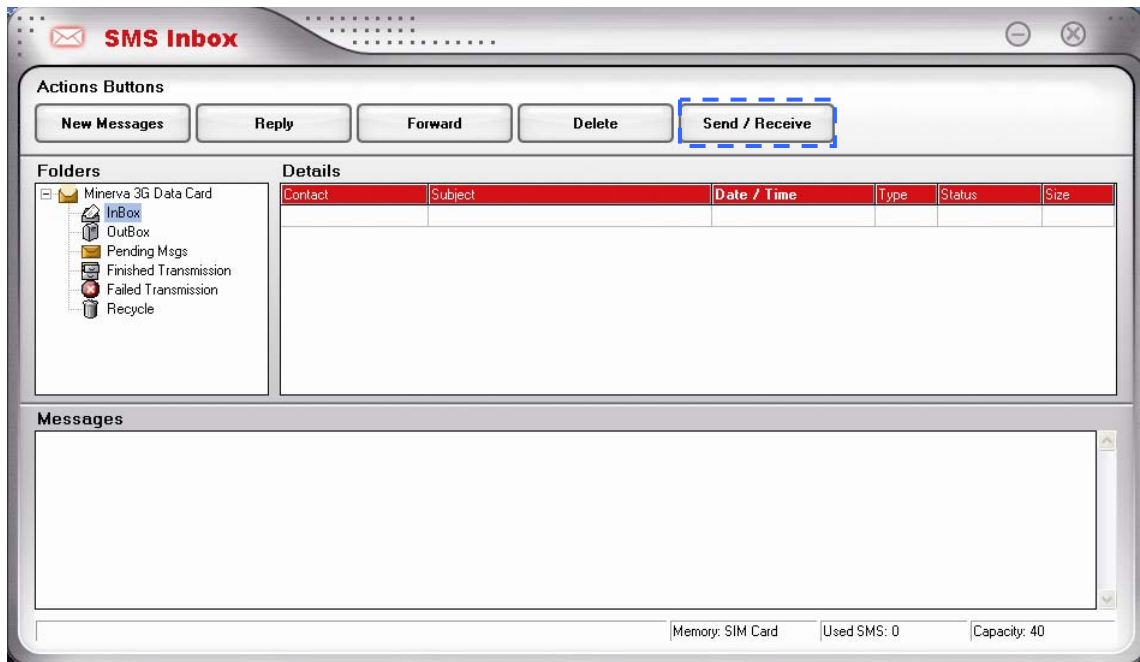 SMS Inbox
Actions Buttons
New Messages Reply Forward Delete Send / Receive
Folders Details
Minerva 3G Data Card
InBox
OutBox
Pending Msgs
Finished Transmission
Failed Transmission
Recycle
Contact Subject Date / Time Type Status Size
Messages
Memory: SIM Card Used SMS: 0 Capacity: 40